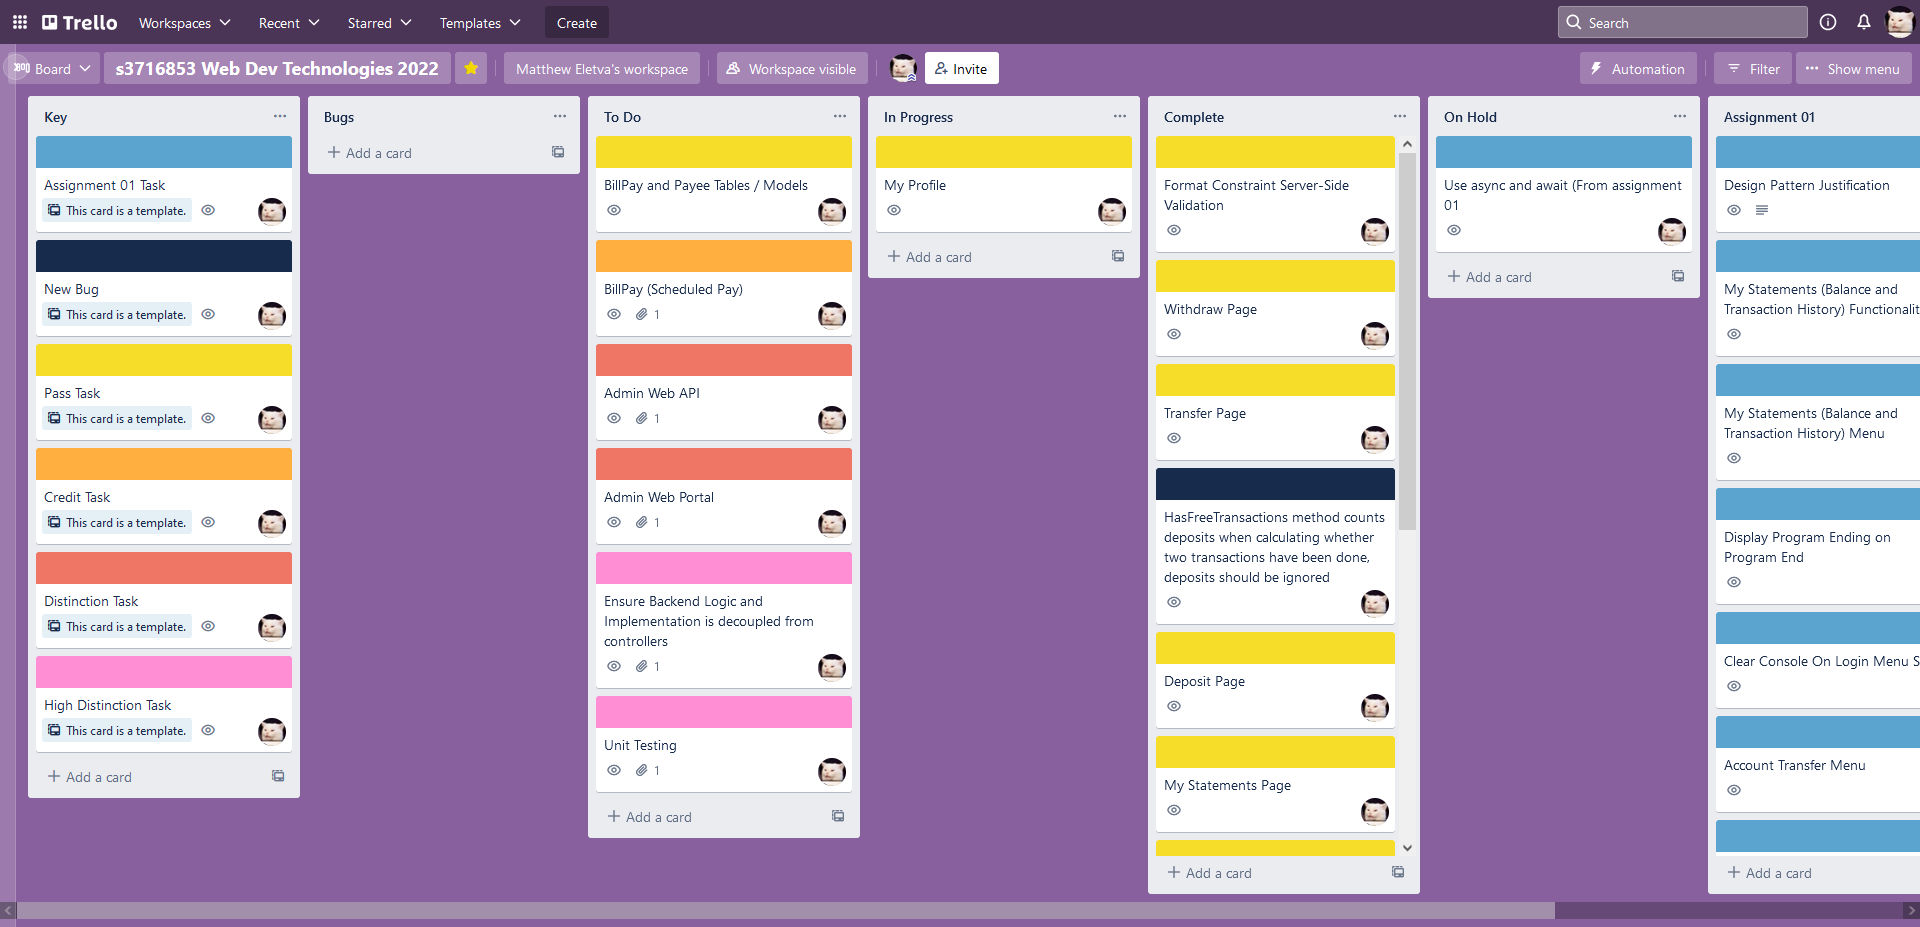 Trello
Workspaces
Recent
Starred
Templates
Create
Search
Board
s3716853 Web Dev Technologies 2022
Matthew Eletva's workspace
Workspace visible
Invite
Automation
Filter
Show menu
Key
Assignment 01 Task
This card is a template.
New Bug
This card is a template.
Pass Task
This card is a template.
Credit Task
This card is a template.
Distinction Task
This card is a template.
High Distinction Task
This card is a template.
Add a card
Bugs
Add a card
To Do
BillPay and Payee Tables / Models
BillPay (Scheduled Pay)
1
Admin Web API
1
Admin Web Portal
1
Ensure Backend Logic and
Implementation is decoupled from
controllers
1
Unit Testing
1
Add a card
In Progress
My Profile
Add a card
Complete
Format Constraint Server-Side
Validation
Withdraw Page
Transfer Page
HasFreeTransactions method counts
deposits when calculating whether
two transactions have been done,
deposits should be ignored
Deposit Page
My Statements Page
Add a card
On Hold
Use async and await (From assignment
01
Add a card
Assignment 01
Design Pattern Justification
My Statements (Balance and
Transaction History) Functionalit
My Statements (Balance and
Transaction History) Menu
Display Program Ending on
Program End
Clear Console On Login Menu S
Account Transfer Menu
Add a card